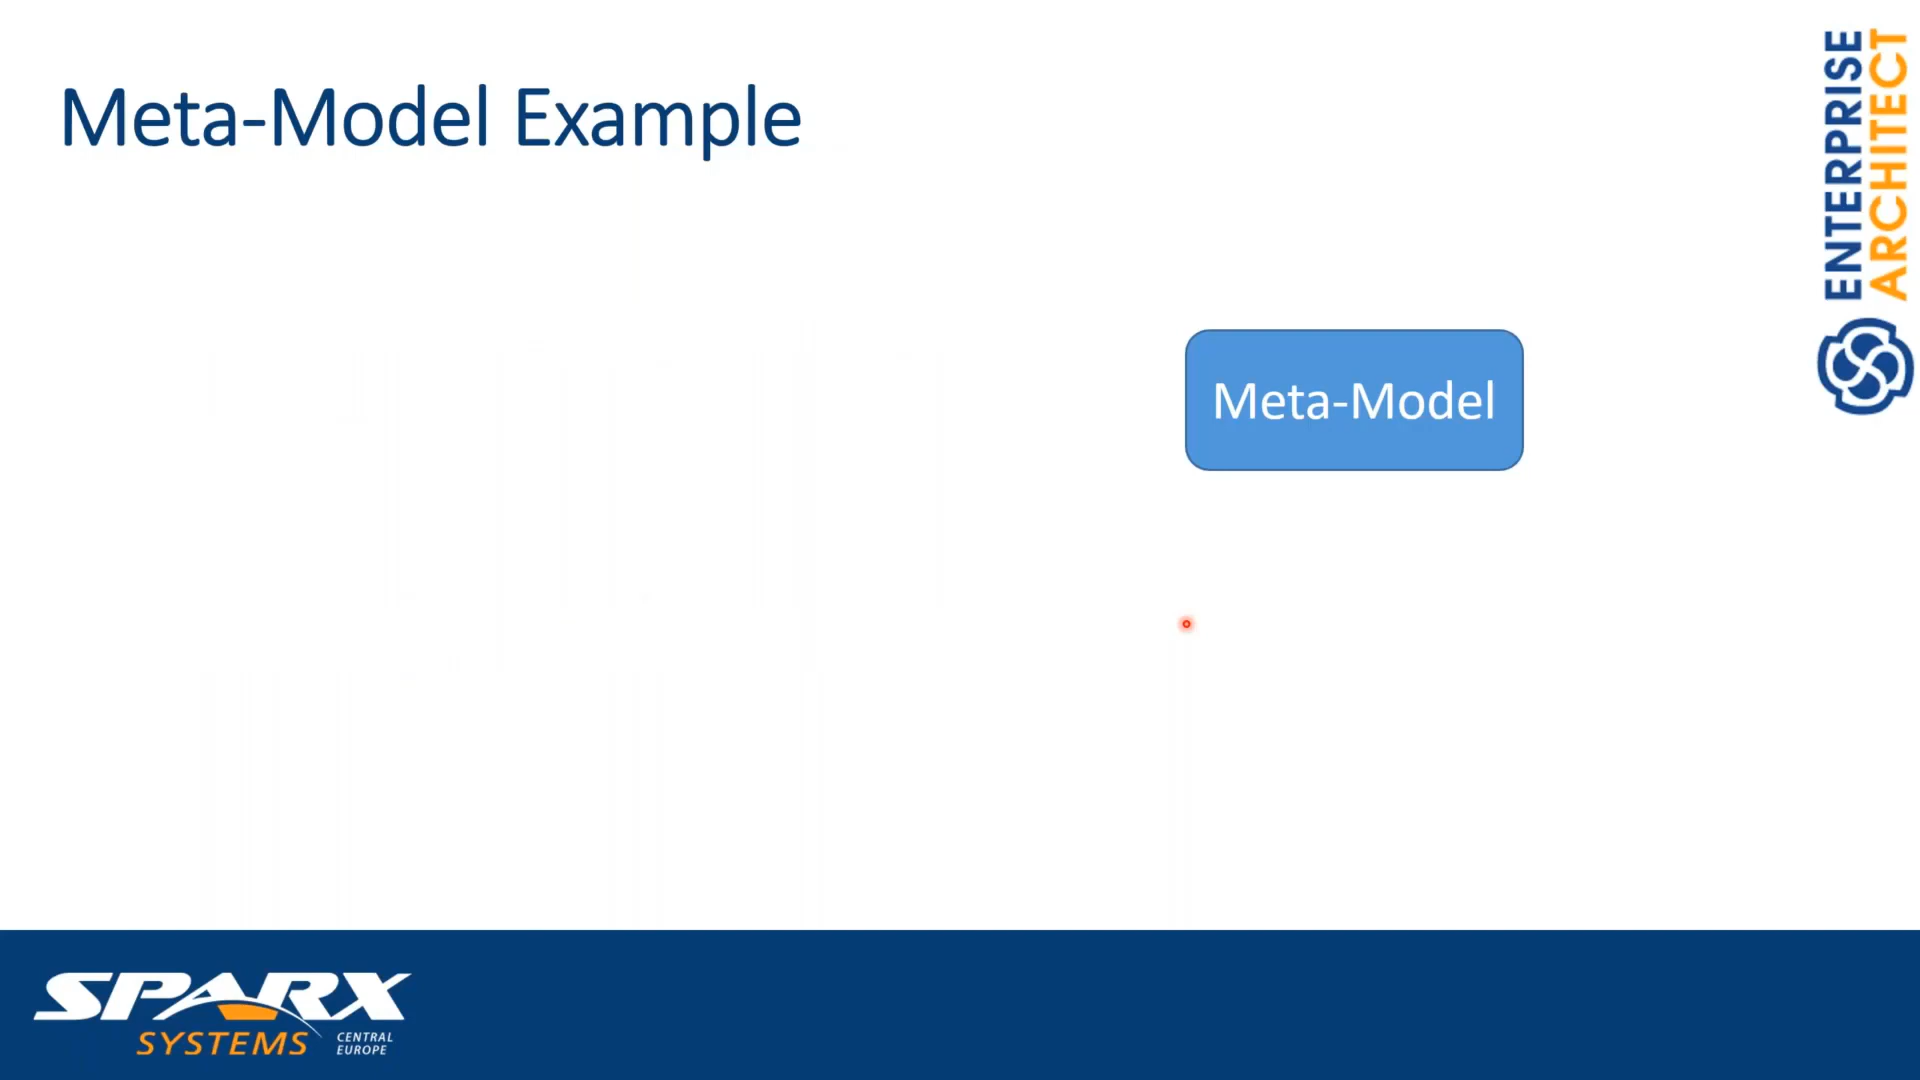 Meta-Model Example
ENTERPRISE
ARCHITECT
Meta-Model
SPARX
SYSTEMS
CENTRAL
EUROPE